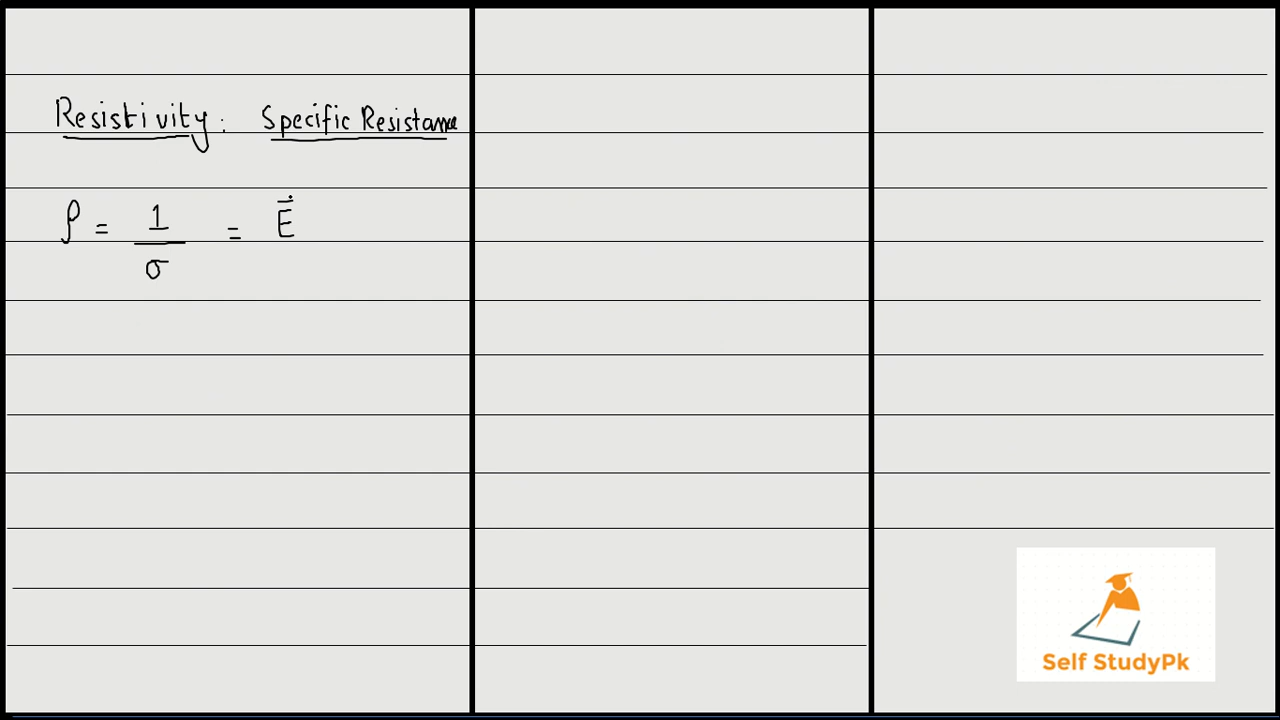 Resistivity: Specific Resistance
ρ = 1/σ = E⃗
Self StudyPk